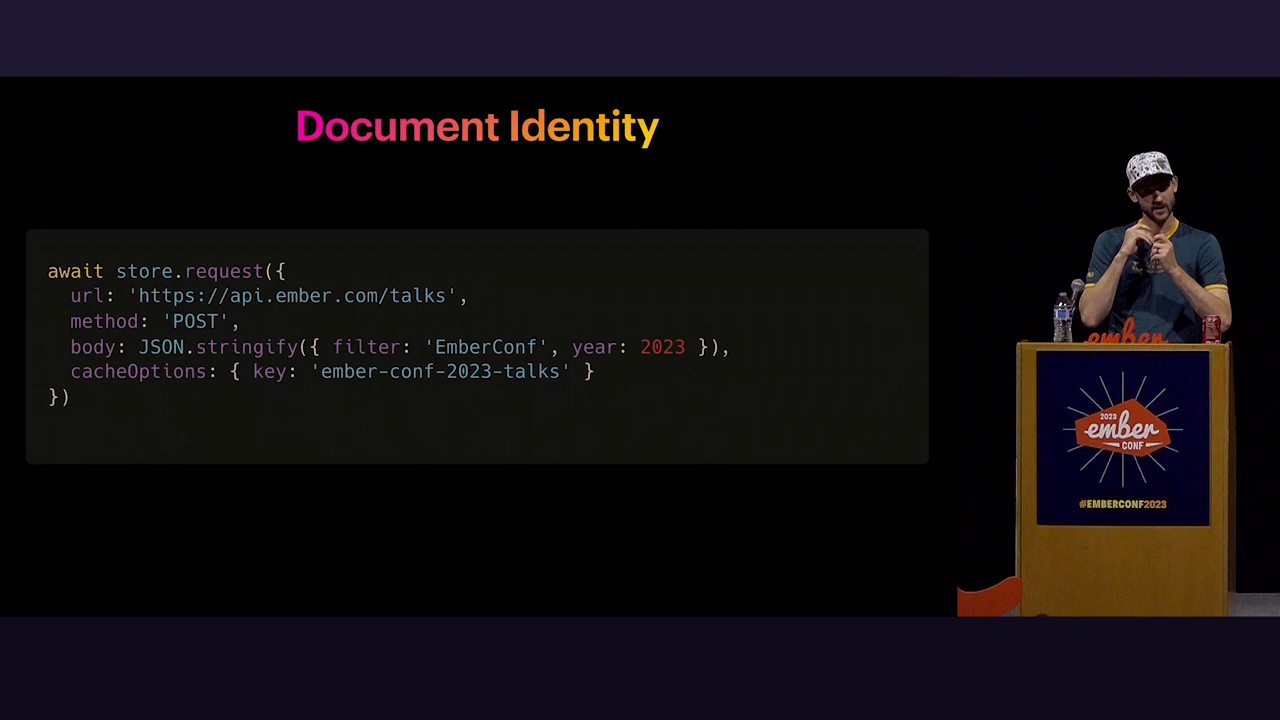 Document Identity
await store.request({
  url: 'https://api.ember.com/talks',
  method: 'POST',
  body: JSON.stringify({ filter: 'EmberConf', year: 2023 }),
  cacheOptions: { key: 'ember-conf-2023-talks' }
})
ember
2023
ember
CONF
#EMBERCONF2023